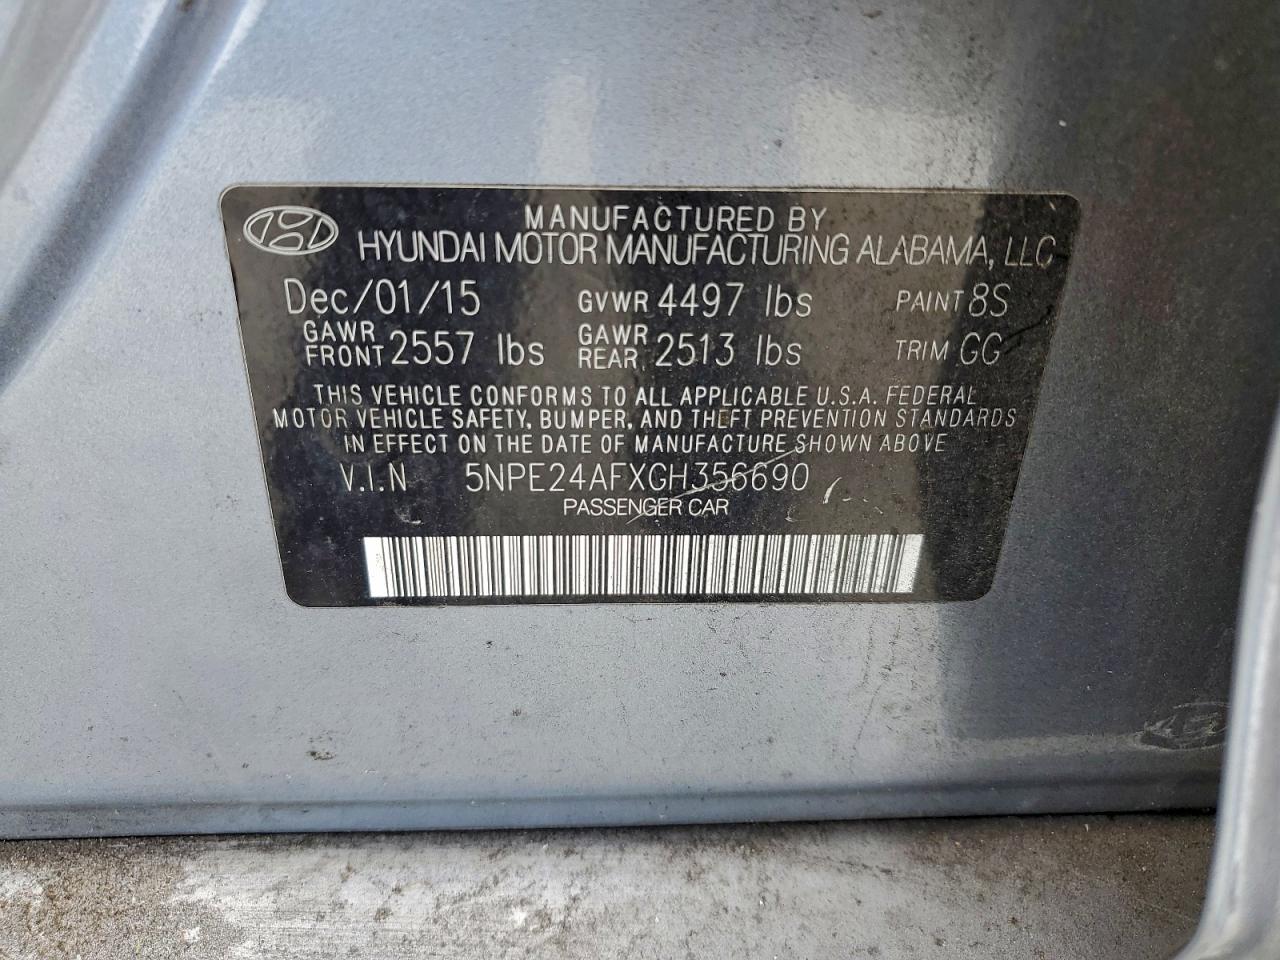 MANUFACTURED BY
HYUNDAI MOTOR MANUFACTURING ALABAMA, LLC
Dec/01/15 GVWR 4497 lbs PAINT 8S
GAWR FRONT 2557 lbs GAWR REAR 2513 lbs TRIM GG
THIS VEHICLE CONFORMS TO ALL APPLICABLE U.S.A. FEDERAL
MOTOR VEHICLE SAFETY, BUMPER, AND THEFT PREVENTION STANDARDS
IN EFFECT ON THE DATE OF MANUFACTURE SHOWN ABOVE
V.I.N 5NPE24AFXGH356690
PASSENGER CAR